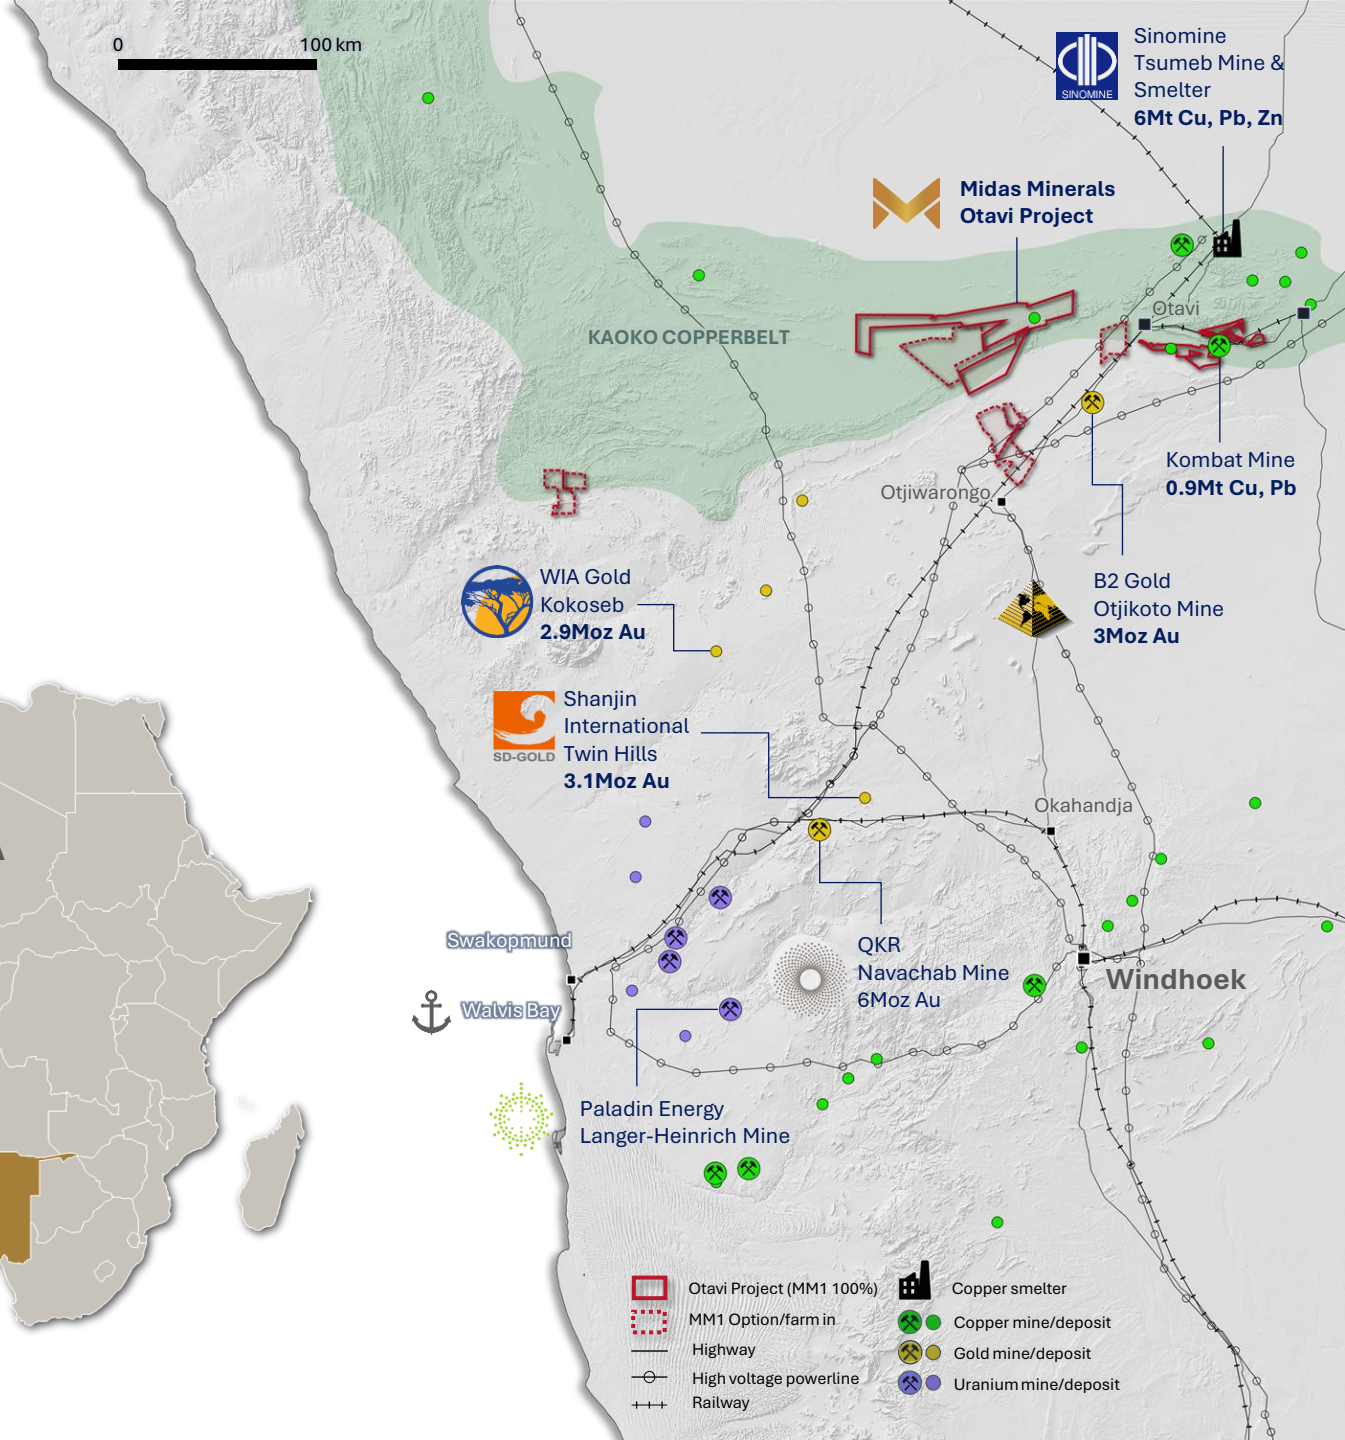 0 100 km
Sinomine
Tsumeb Mine &
Smelter
6Mt Cu, Pb, Zn
SINOMINE
Midas Minerals
Otavi Project
Otavi
KAOKO COPPERBELT
Kombat Mine
0.9Mt Cu, Pb
Otjiwarongo
WIA Gold
Kokoseb
2.9Moz Au
B2 Gold
Otjikoto Mine
3Moz Au
Shanjin
International
Twin Hills
3.1Moz Au
SD-GOLD
Okahandja
Swakopmund
QKR
Navachab Mine
6Moz Au
Windhoek
Walvis Bay
Paladin Energy
Langer-Heinrich Mine
Otavi Project (MM1 100%)
MM1 Option/farm in
Highway
High voltage powerline
Railway
Copper smelter
Copper mine/deposit
Gold mine/deposit
Uranium mine/deposit